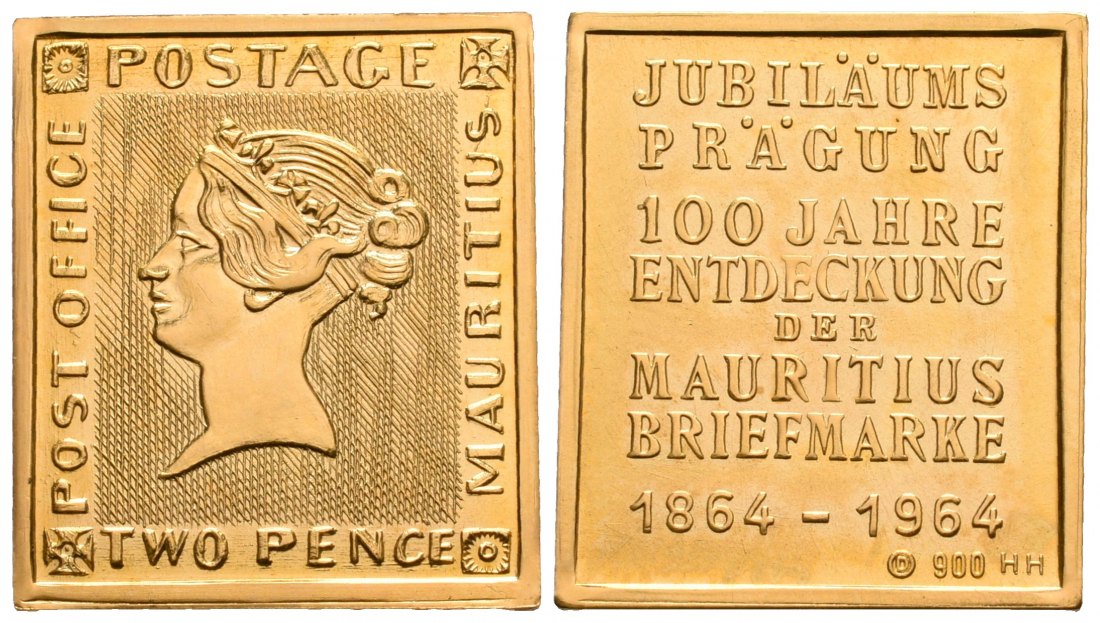 POSTAGE
POST OFFICE
MAURITIUS
TWO PENCE
JUBILÄUMS
PRÄGUNG
100 JAHRE
ENTDECKUNG
DER
MAURITIUS
BRIEFMARKE
1864 - 1964
D 900 HH